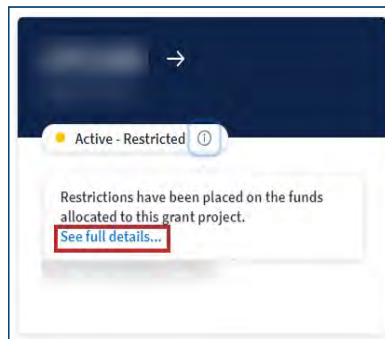 Active - Restricted
Restrictions have been placed on the funds
allocated to this grant project.
See full details...